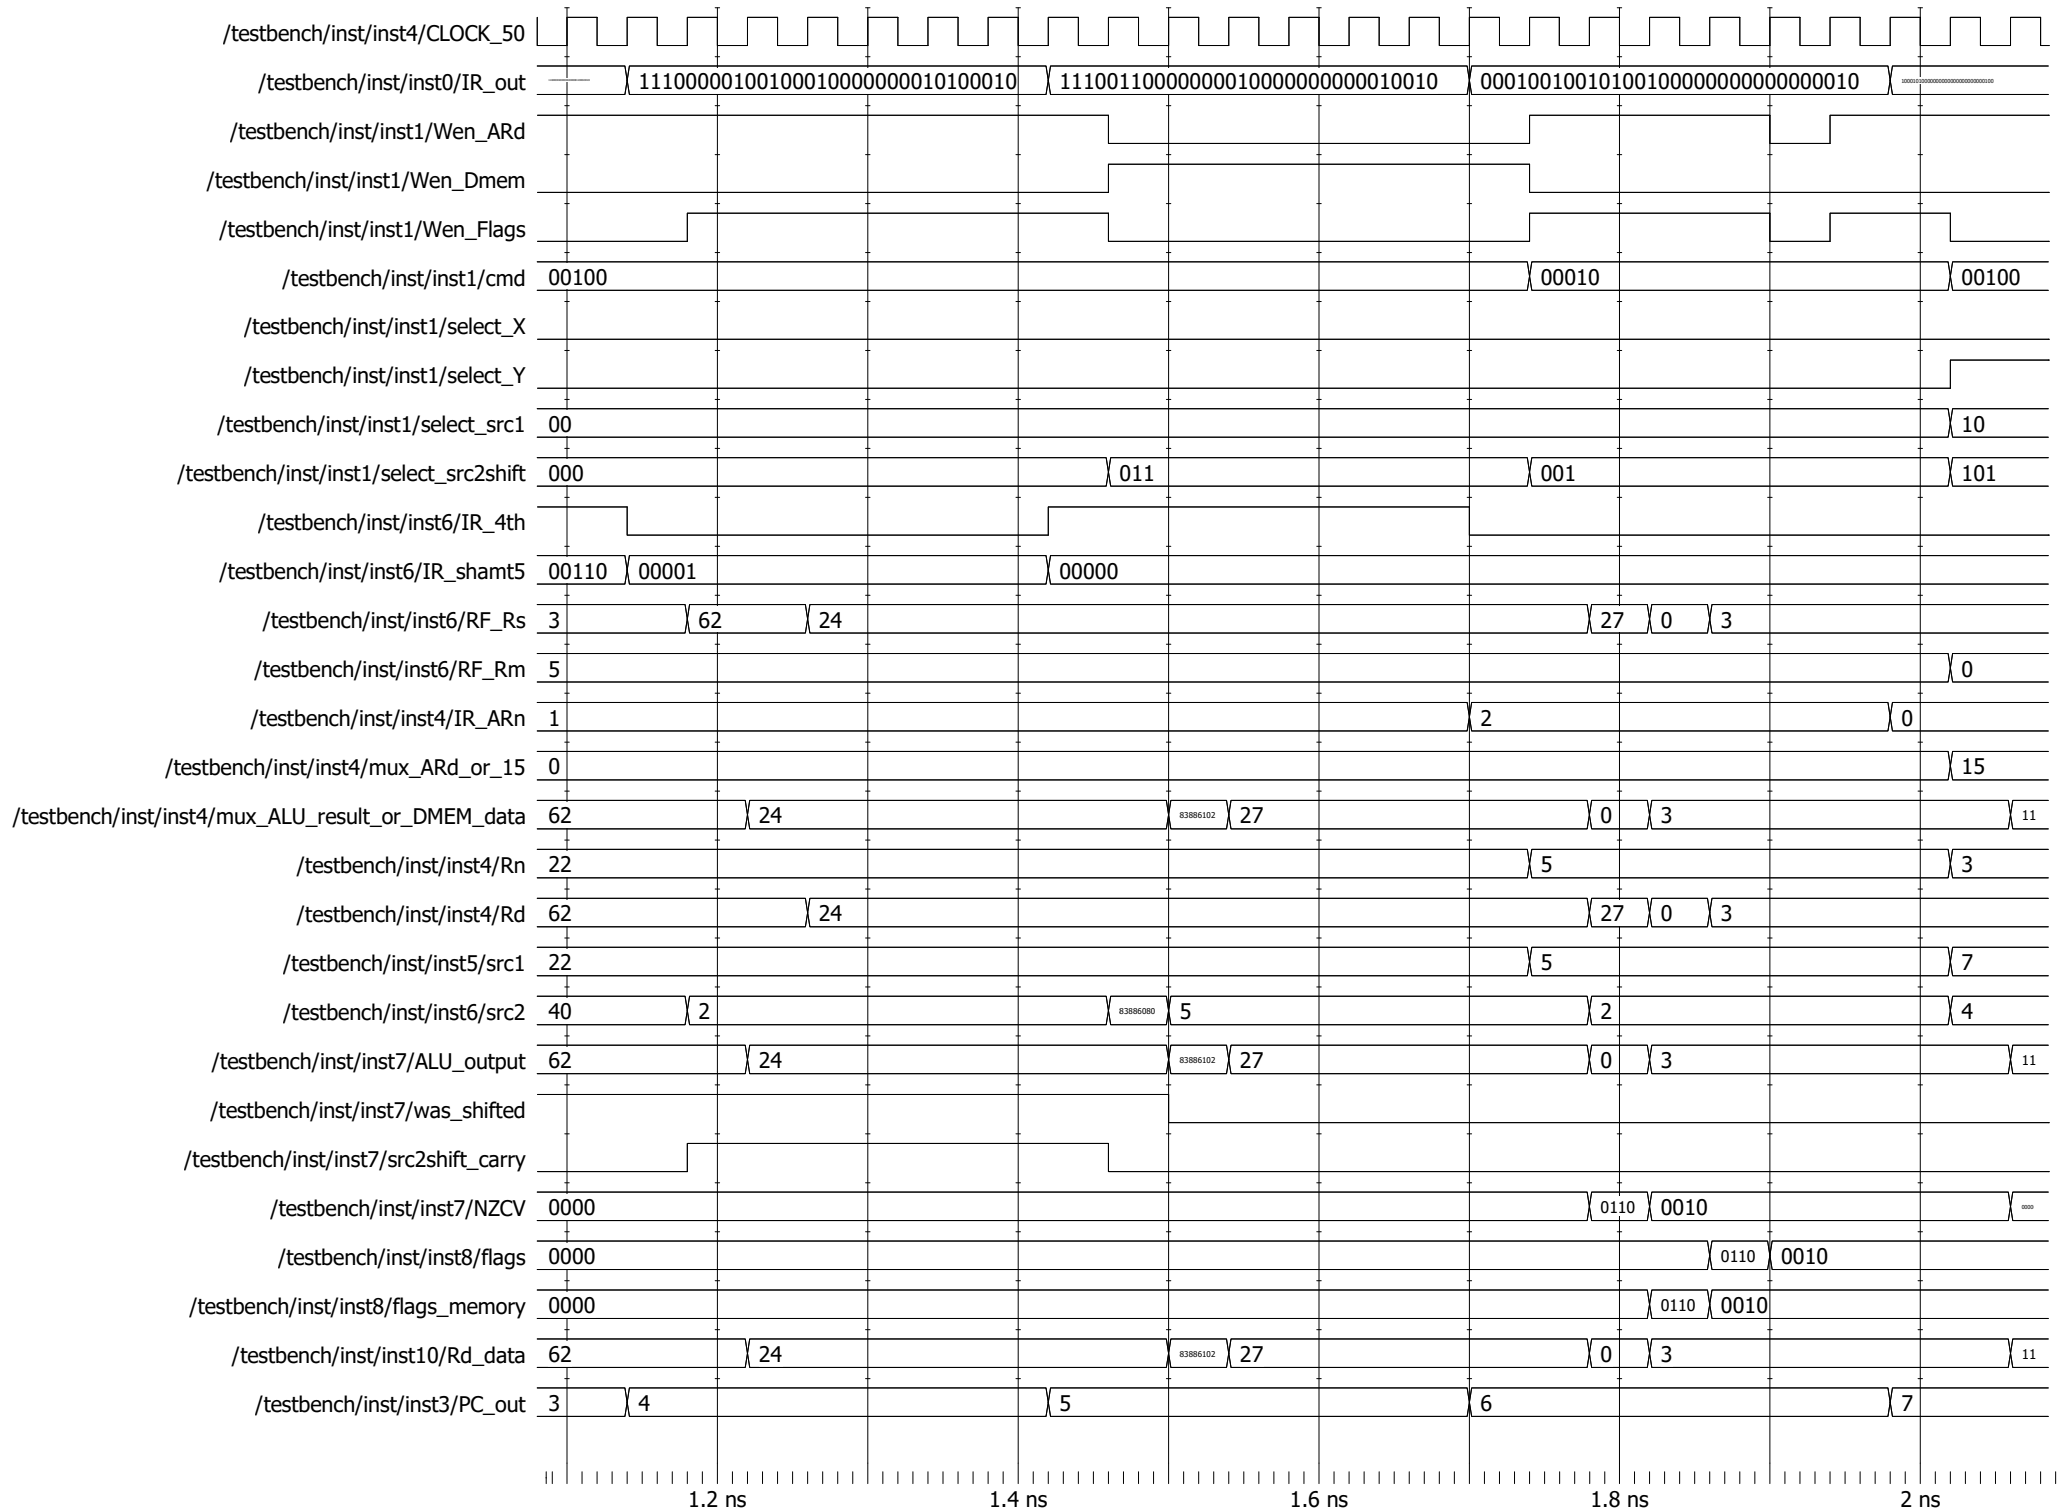 /testbench/inst/inst4/CLOCK_50
/testbench/inst/inst0/IR_out 11100000100100010000000010100010 11100110000000010000000000010010 00010010010100100000000000000010
/testbench/inst/inst1/Wen_ARd
/testbench/inst/inst1/Wen_Dmem
/testbench/inst/inst1/Wen_Flags
/testbench/inst/inst1/cmd 00100 00010 00100
/testbench/inst/inst1/select_X
/testbench/inst/inst1/select_Y
/testbench/inst/inst1/select_src1 00 10
/testbench/inst/inst1/select_src2shift 000 011 001 101
/testbench/inst/inst6/IR_4th
/testbench/inst/inst6/IR_shamt5 00110 00001 00000
/testbench/inst/inst6/RF_Rs 3 62 24 27 0 3
/testbench/inst/inst6/RF_Rm 5 0
/testbench/inst/inst4/IR_ARn 1 2 0
/testbench/inst/inst4/mux_ARd_or_15 0 15
/testbench/inst/inst4/mux_ALU_result_or_DMEM_data 62 24 83886102 27 0 3 11
/testbench/inst/inst4/Rn 22 5 3
/testbench/inst/inst4/Rd 62 24 27 0 3
/testbench/inst/inst5/src1 22 5 7
/testbench/inst/inst6/src2 40 2 83886080 5 2 4
/testbench/inst/inst7/ALU_output 62 24 83886102 27 0 3 11
/testbench/inst/inst7/was_shifted
/testbench/inst/inst7/src2shift_carry
/testbench/inst/inst7/NZCV 0000 0110 0010 0000
/testbench/inst/inst8/flags 0000 0110 0010
/testbench/inst/inst8/flags_memory 0000 0110 0010
/testbench/inst/inst10/Rd_data 62 24 83886102 27 0 3 11
/testbench/inst/inst3/PC_out 3 4 5 6 7
1.2 ns 1.4 ns 1.6 ns 1.8 ns 2 ns